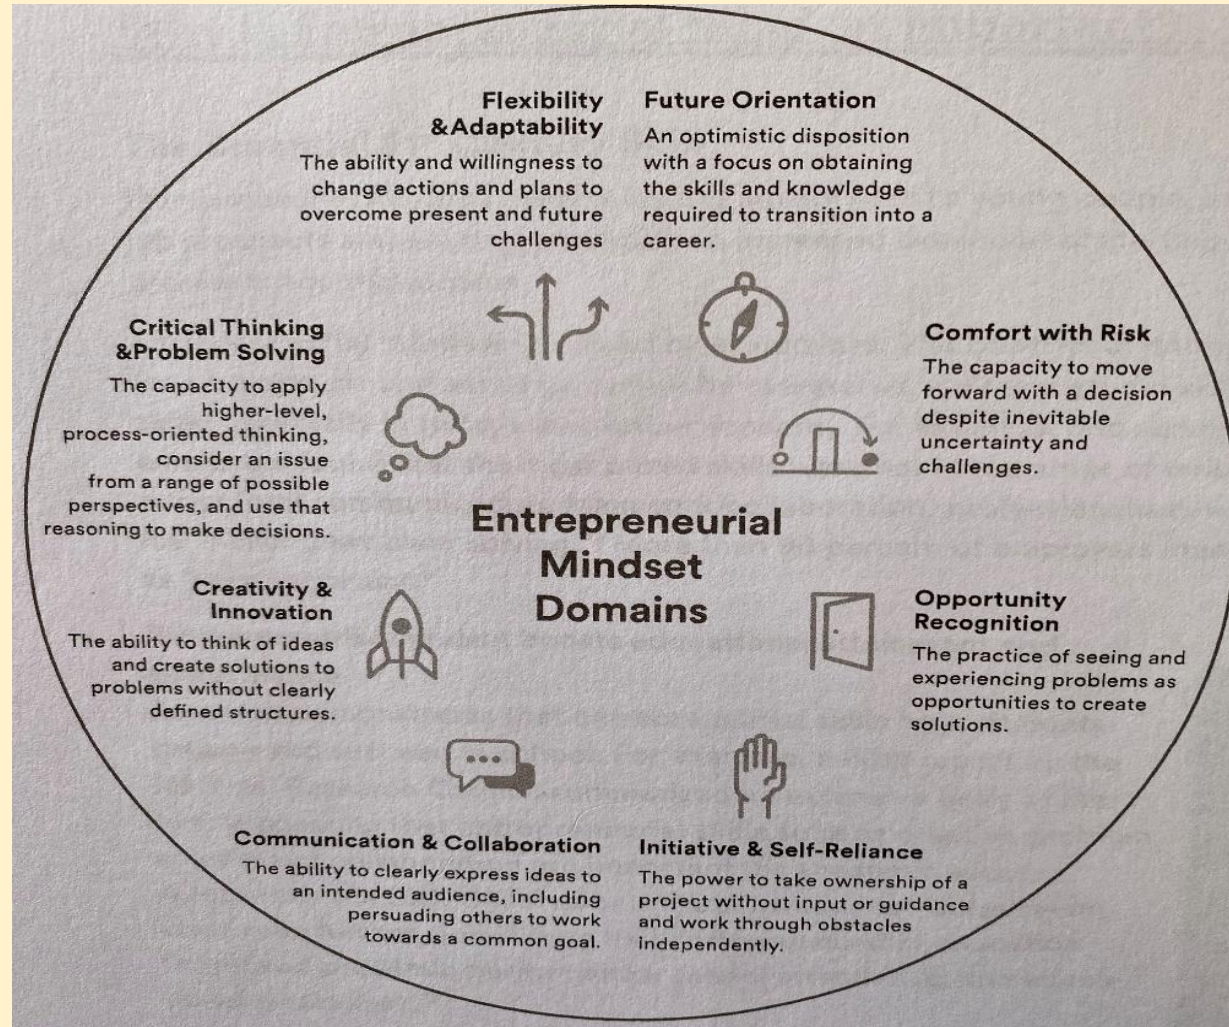 Flexibility
&Adaptability
The ability and willingness to
change actions and plans to
overcome present and future
challenges
Future Orientation
An optimistic disposition
with a focus on obtaining
the skills and knowledge
required to transition into a
career.
Comfort with Risk
The capacity to move
forward with a decision
despite inevitable
uncertainty and
challenges.
Opportunity
Recognition
The practice of seeing and
experiencing problems as
opportunities to create
solutions.
Initiative & Self-Reliance
The power to take ownership of a
project without input or guidance
and work through obstacles
independently.
Communication & Collaboration
The ability to clearly express ideas to
an intended audience, including
persuading others to work
towards a common goal.
Creativity &
Innovation
The ability to think of ideas
and create solutions to
problems without clearly
defined structures.
Critical Thinking
&Problem Solving
The capacity to apply
higher-level,
process-oriented thinking,
consider an issue
from a range of possible
perspectives, and use that
reasoning to make decisions.
Entrepreneurial
Mindset
Domains